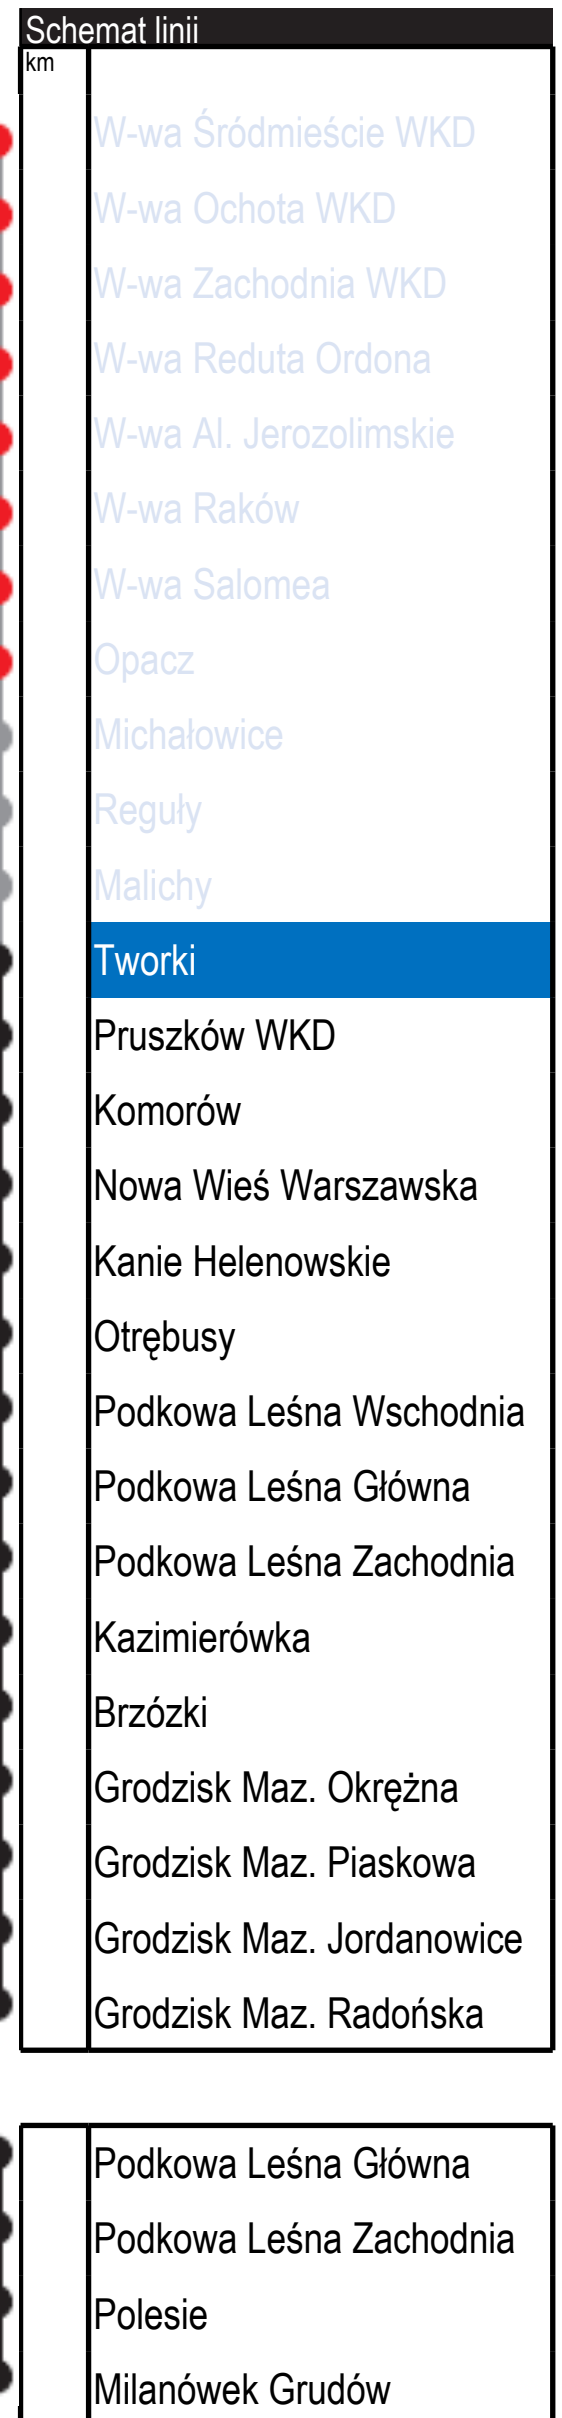 Schemat linii
km
W-wa Śródmieście WKD
W-wa Ochota WKD
W-wa Zachodnia WKD
W-wa Reduta Ordona
W-wa Al. Jerozolimskie
W-wa Raków
W-wa Salomea
Opacz
Michałowice
Reguły
Malichy
Tworki
Pruszków WKD
Komorów
Nowa Wieś Warszawska
Kanie Helenowskie
Otrębusy
Podkowa Leśna Wschodnia
Podkowa Leśna Główna
Podkowa Leśna Zachodnia
Kazimierówka
Brzózki
Grodzisk Maz. Okrężna
Grodzisk Maz. Piaskowa
Grodzisk Maz. Jordanowice
Grodzisk Maz. Radońska
Podkowa Leśna Główna
Podkowa Leśna Zachodnia
Polesie
Milanówek Grudów